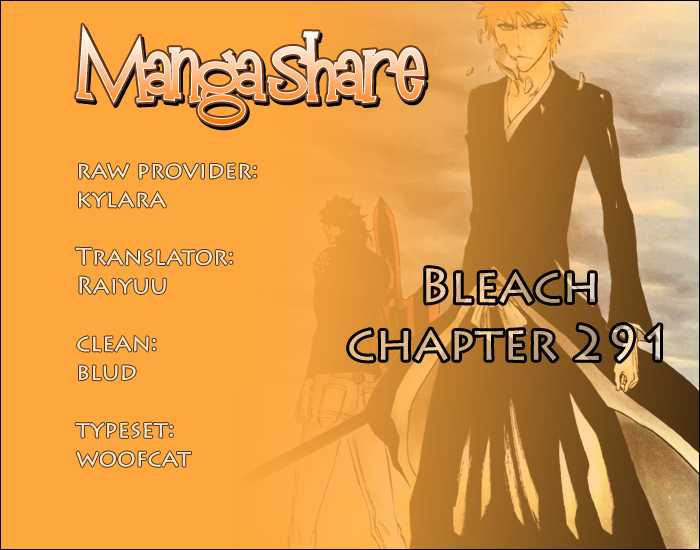 Mangashare
RAW PROVIDER:
KYLARA
TRANSLATOR:
RAIYUU
CLEAN:
BLUD
TYPESET:
WOOFCAT
BLEACH
CHAPTER 291